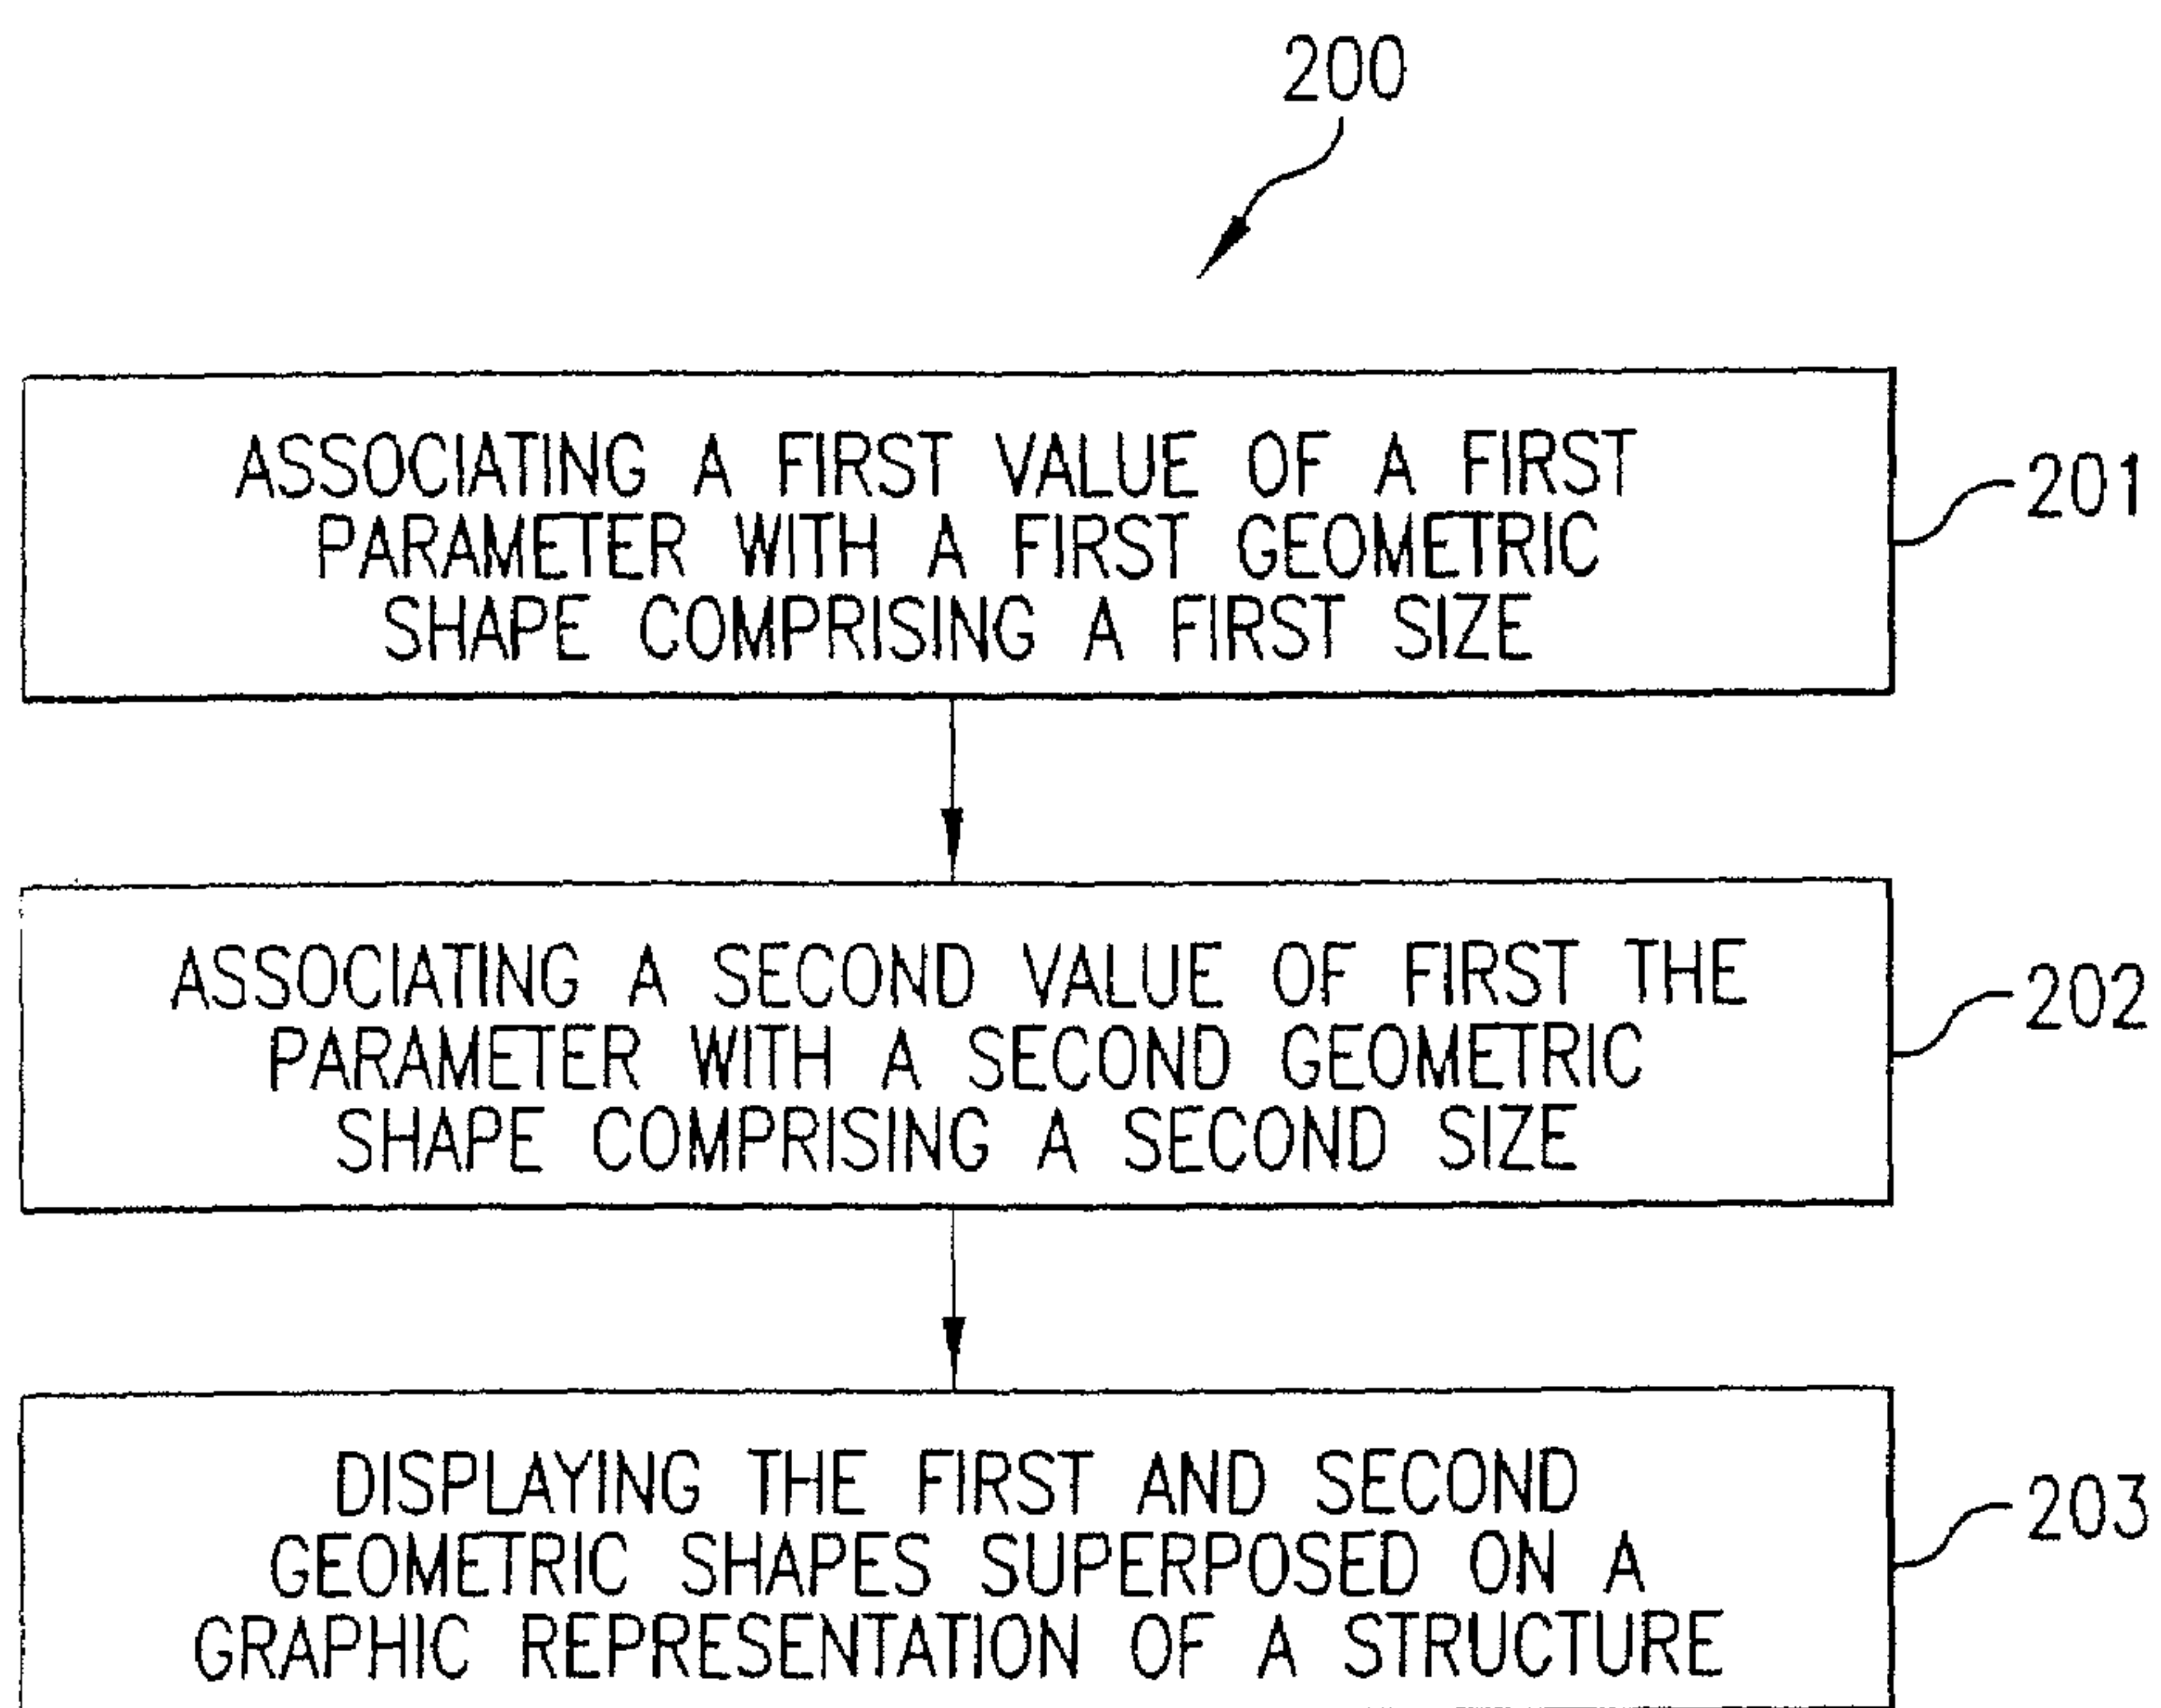 200
ASSOCIATING A FIRST VALUE OF A FIRST
PARAMETER WITH A FIRST GEOMETRIC
SHAPE COMPRISING A FIRST SIZE
201
ASSOCIATING A SECOND VALUE OF FIRST THE
PARAMETER WITH A SECOND GEOMETRIC
SHAPE COMPRISING A SECOND SIZE
202
DISPLAYING THE FIRST AND SECOND
GEOMETRIC SHAPES SUPERPOSED ON A
GRAPHIC REPRESENTATION OF A STRUCTURE
203